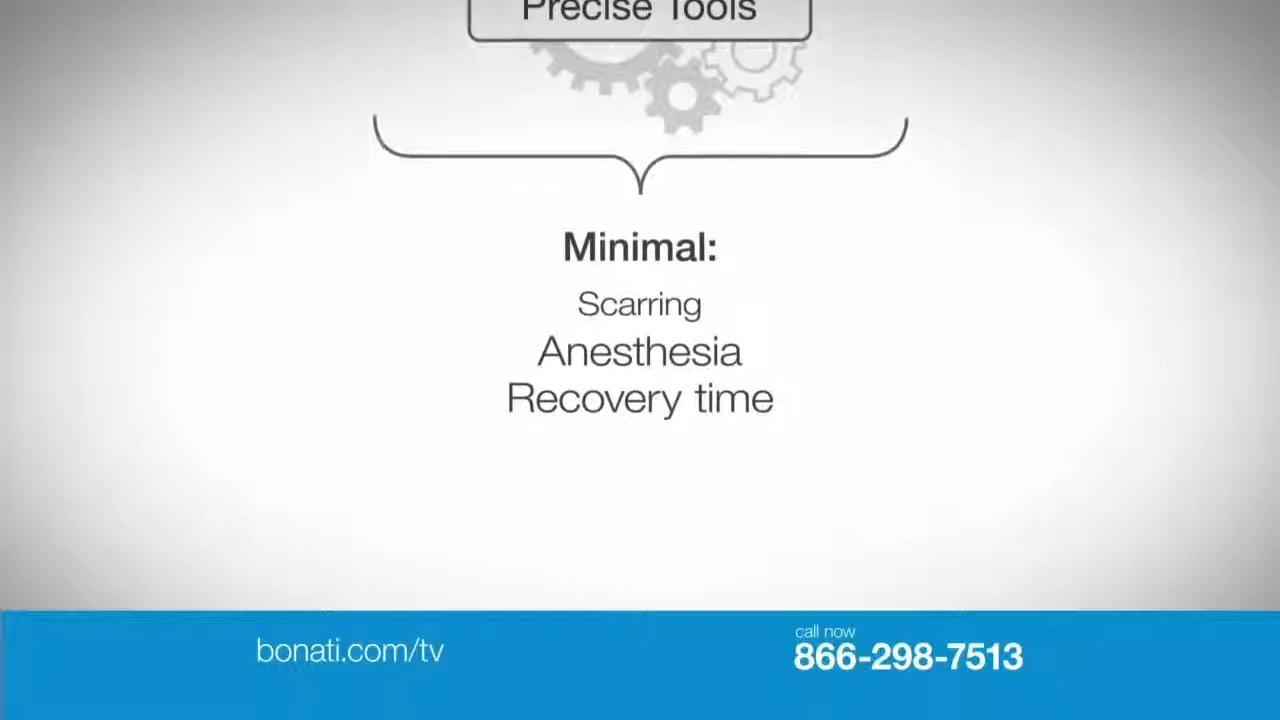 Precise Tools
Minimal:
Scarring
Anesthesia
Recovery time
bonati.com/tv
call now
866-298-7513